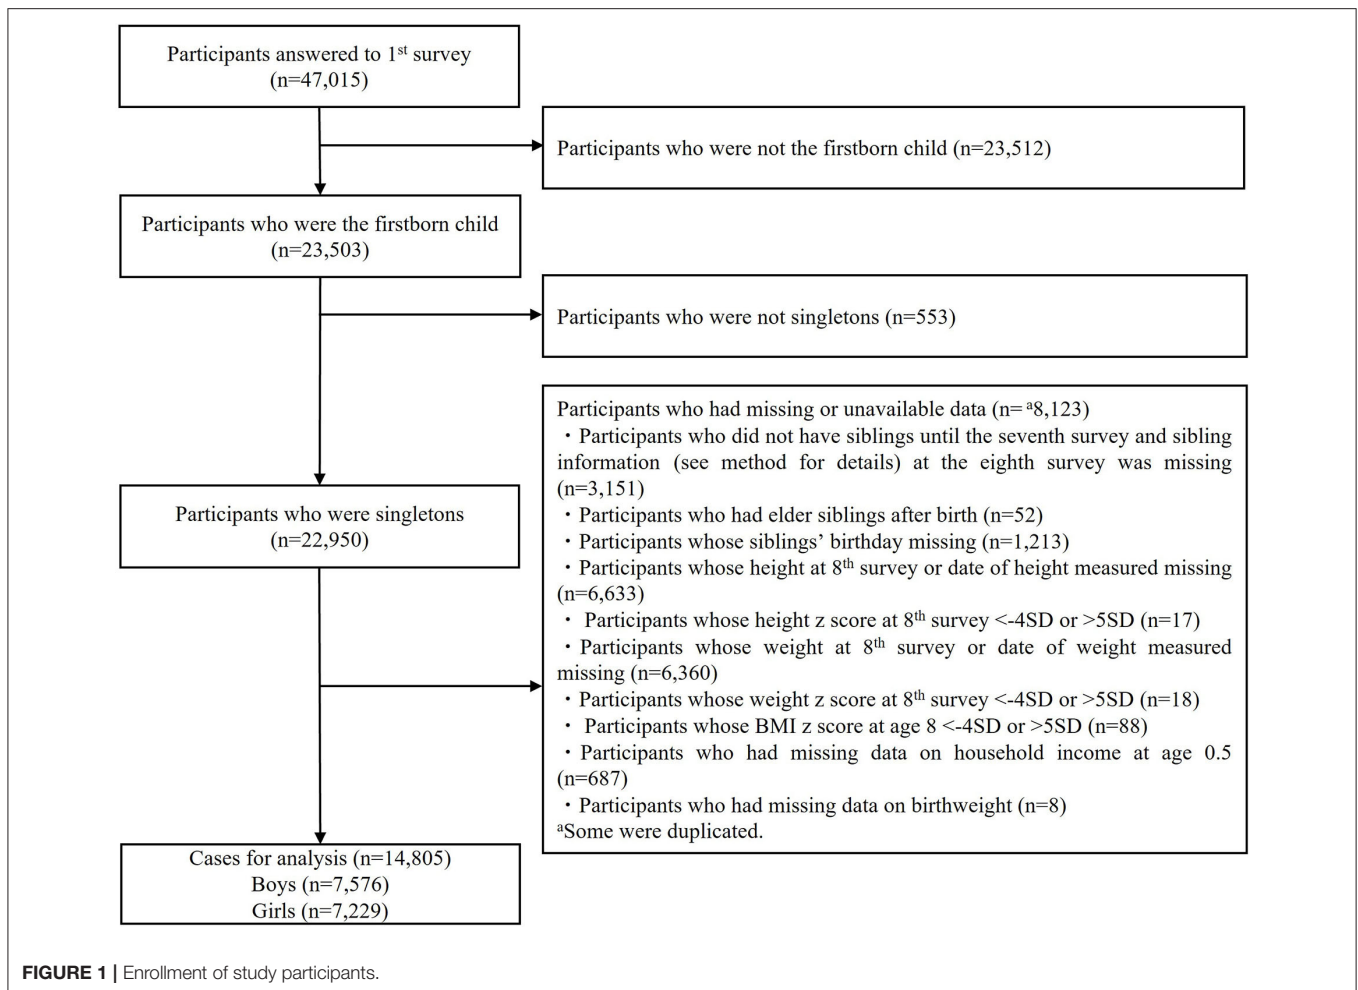 Participants answered to 1st survey
(n=47,015)
Participants who were not the firstborn child (n=23,512)
Participants who were the firstborn child
(n=23,503)
Participants who were not singletons (n=553)
Participants who were singletons
(n=22,950)
Participants who had missing or unavailable data (n= a8,123)
・Participants who did not have siblings until the seventh survey and sibling
information (see method for details) at the eighth survey was missing
(n=3,151)
・Participants who had elder siblings after birth (n=52)
・Participants whose siblings’ birthday missing (n=1,213)
・Participants whose height at 8th survey or date of height measured missing
(n=6,633)
・ Participants whose height z score at 8th survey <-4SD or >5SD (n=17)
・Participants whose weight at 8th survey or date of weight measured
missing (n=6,360)
・Participants whose weight z score at 8th survey <-4SD or >5SD (n=18)
・ Participants whose BMI z score at age 8 <-4SD or >5SD (n=88)
・Participants who had missing data on household income at age 0.5
(n=687)
・Participants who had missing data on birthweight (n=8)
aSome were duplicated.
Cases for analysis (n=14,805)
Boys (n=7,576)
Girls (n=7,229)
FIGURE 1 | Enrollment of study participants.